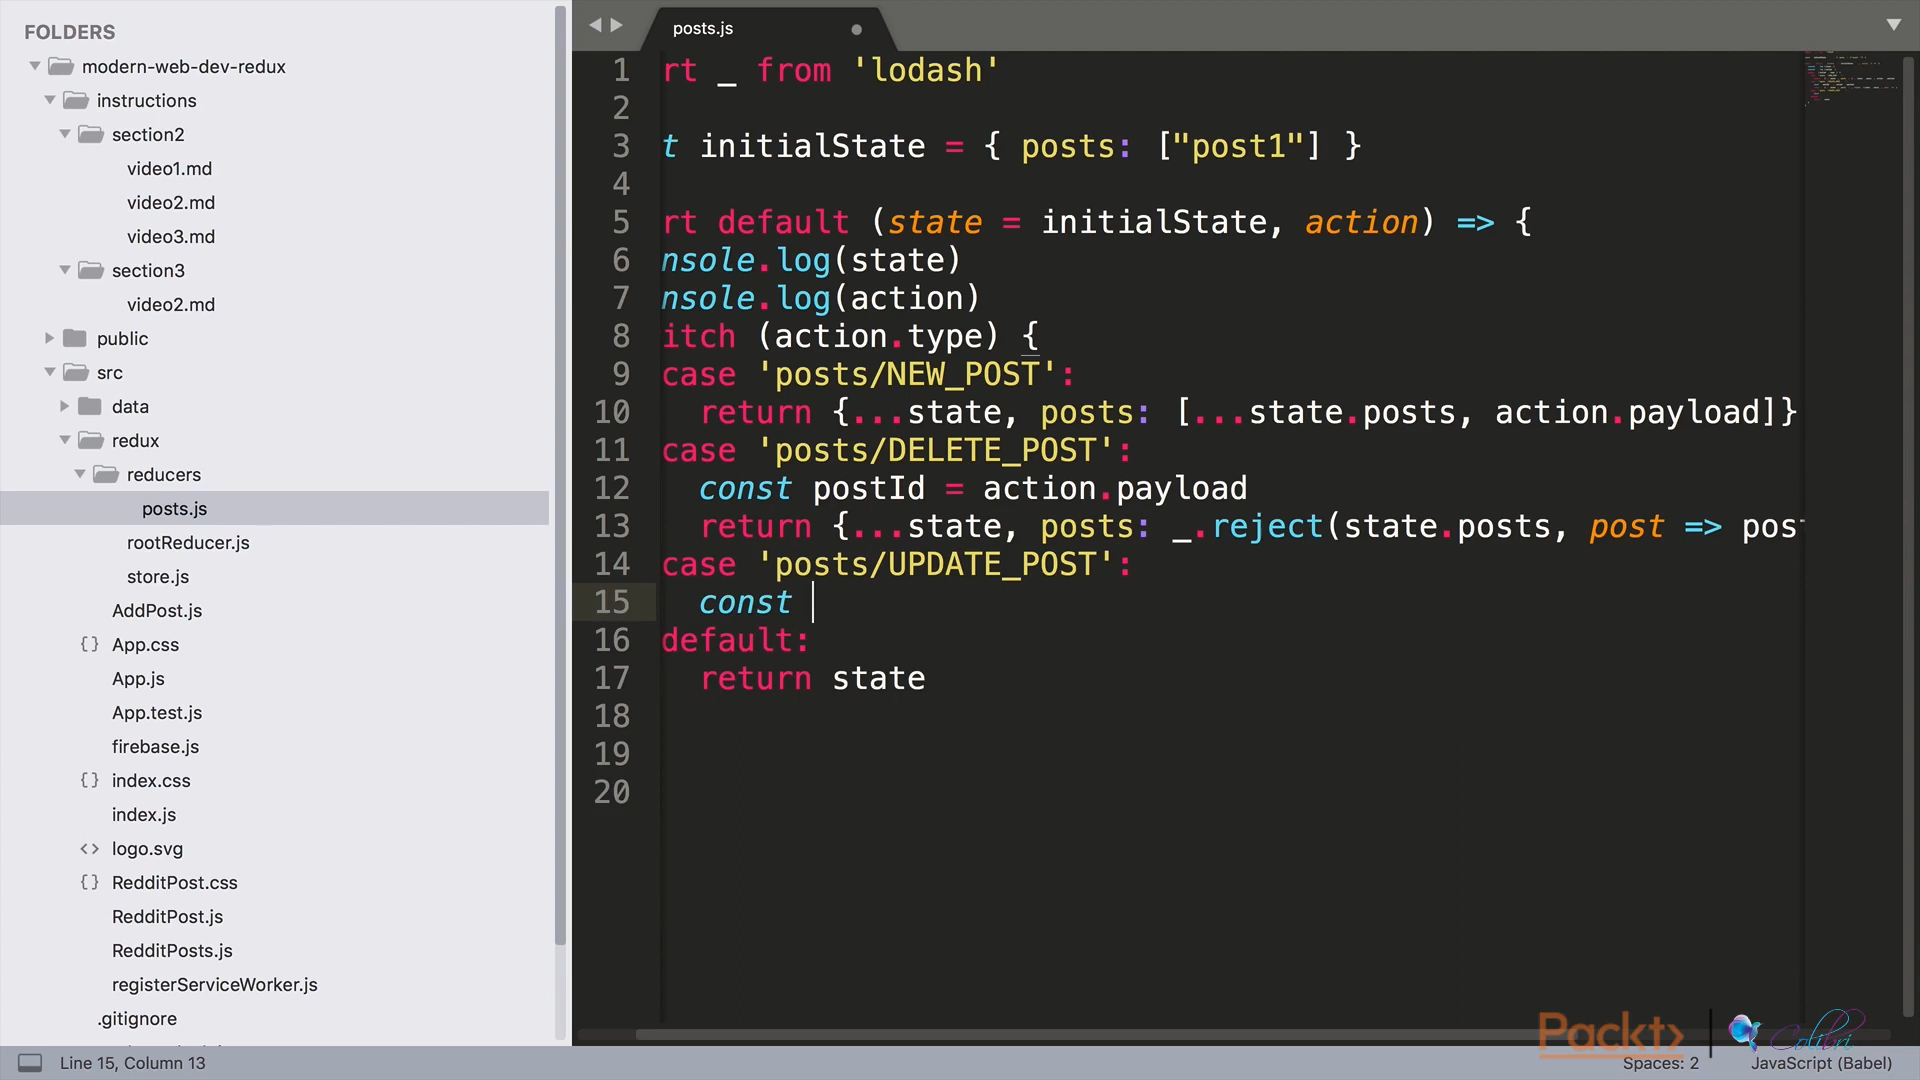 FOLDERS
modern-web-dev-redux
instructions
section2
video1.md
video2.md
video3.md
section3
video2.md
public
src
data
redux
reducers
posts.js
rootReducer.js
store.js
AddPost.js
{} App.css
App.js
App.test.js
firebase.js
{} index.css
index.js
<> logo.svg
{} RedditPost.css
RedditPost.js
RedditPosts.js
registerServiceWorker.js
.gitignore
posts.js
1 rt _ from 'lodash'
2
3 t initialState = { posts: ["post1"] }
4
5 rt default (state = initialState, action) => {
6 nsole.log(state)
7 nsole.log(action)
8 itch (action.type) {
9 case 'posts/NEW_POST':
10 return {...state, posts: [...state.posts, action.payload]}
11 case 'posts/DELETE_POST':
12 const postId = action.payload
13 return {...state, posts: _.reject(state.posts, post => pos
14 case 'posts/UPDATE_POST':
15 const
16 default:
17 return state
18
19
20
Packt>
Colibri
Line 15, Column 13
Spaces: 2
JavaScript (Babel)